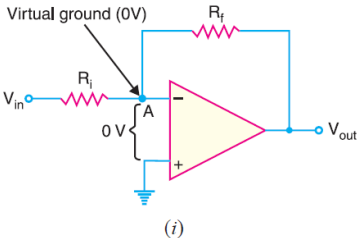 Virtual ground (0V)
Rf
Ri
Vin
A
−
0 V
+
Vout
(i)